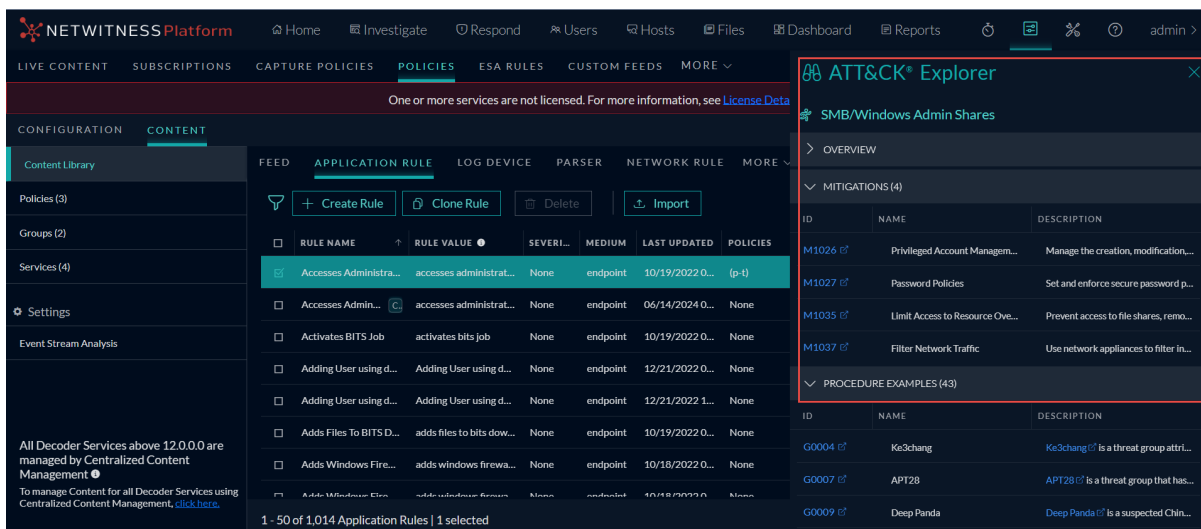 NETWITNESS Platform Home Investigate Respond Users Hosts Files Dashboard Reports admin >
LIVE CONTENT SUBSCRIPTIONS CAPTURE POLICIES POLICIES ESA RULES CUSTOM FEEDS MORE
One or more services are not licensed. For more information, see License Deta
CONFIGURATION CONTENT
Content Library
Policies (3)
Groups (2)
Services (4)
Settings
Event Stream Analysis
All Decoder Services above 12.0.0.0 are
managed by Centralized Content
Management
To manage Content for all Decoder Services using
Centralized Content Management, click here.
FEED APPLICATION RULE LOG DEVICE PARSER NETWORK RULE MORE
+ Create Rule Clone Rule Delete Import
RULE NAME RULE VALUE SEVERI... MEDIUM LAST UPDATED POLICIES
Accesses Administra... accesses administrat... None endpoint 10/19/2022 0... (p-t)
Accesses Admin... C. accesses administrat... None endpoint 06/14/2024 0... None
Activates BITS Job activates bits job None endpoint 10/19/2022 0... None
Adding User using d... Adding User using d... None endpoint 12/21/2022 0... None
Adding User using d... Adding User using d... None endpoint 12/21/2022 1... None
Adds Files To BITS D... adds files to bits dow... None endpoint 10/19/2022 0... None
Adds Windows Fire... adds windows firewa... None endpoint 10/18/2022 0... None
Adds Windows Fire... adds windows firewa... None endpoint 10/18/2022 0... None
1 - 50 of 1,014 Application Rules | 1 selected
ATT&CK® Explorer
SMB/Windows Admin Shares
OVERVIEW
MITIGATIONS (4)
ID NAME DESCRIPTION
M1026 Privileged Account Managem... Manage the creation, modification,...
M1027 Password Policies Set and enforce secure password p...
M1035 Limit Access to Resource Ove... Prevent access to file shares, remo...
M1037 Filter Network Traffic Use network appliances to filter in...
PROCEDURE EXAMPLES (43)
ID NAME DESCRIPTION
G0004 Ke3chang Ke3chang is a threat group attri...
G0007 APT28 APT28 is a threat group that has...
G0009 Deep Panda Deep Panda is a suspected Chin...